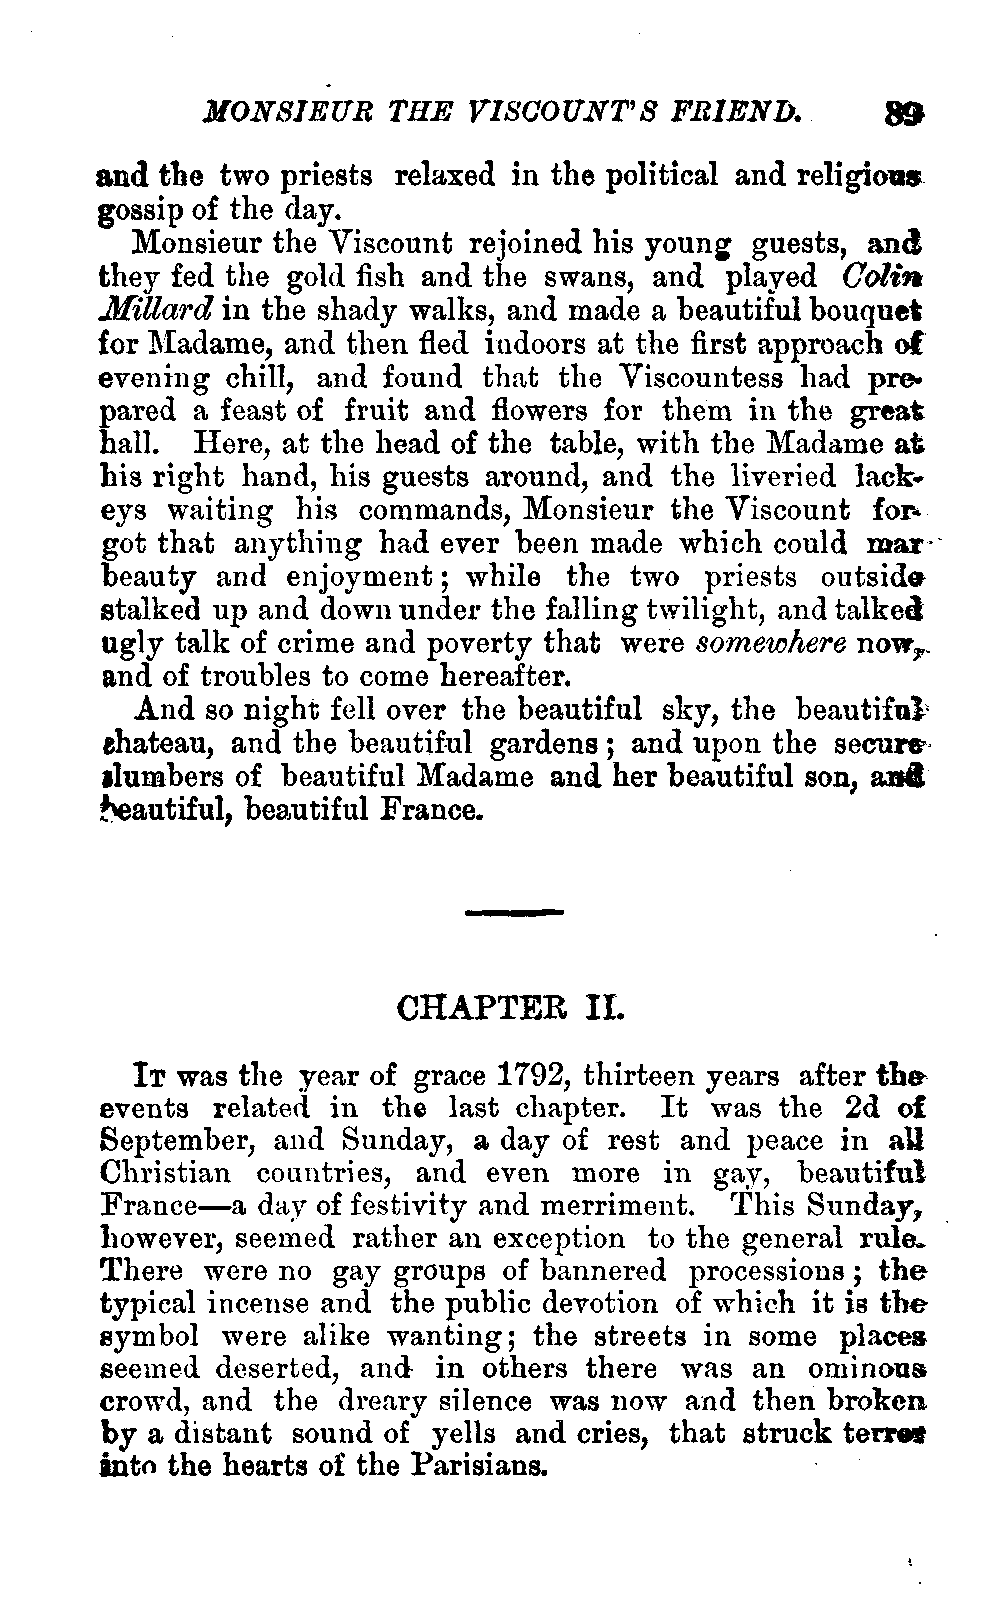 MONSIEUR THE VISCOUNT'S FRIEND. 89
and the two priests relaxed in the political and religious
gossip of the day.
Monsieur the Viscount rejoined his young guests, and
they fed the gold fish and the swans, and played Colin
Millard in the shady walks, and made a beautiful bouquet
for Madame, and then fled indoors at the first approach of
evening chill, and found that the Viscountess had pre-
pared a feast of fruit and flowers for them in the great
hall. Here, at the head of the table, with the Madame at
his right hand, his guests around, and the liveried lack-
eys waiting his commands, Monsieur the Viscount for-
got that anything had ever been made which could mar
beauty and enjoyment; while the two priests outside
stalked up and down under the falling twilight, and talked
ugly talk of crime and poverty that were somewhere now,
and of troubles to come hereafter.
And so night fell over the beautiful sky, the beautiful
chateau, and the beautiful gardens; and upon the secure
slumbers of beautiful Madame and her beautiful son, and
beautiful, beautiful France.
CHAPTER II.
IT was the year of grace 1792, thirteen years after the
events related in the last chapter. It was the 2d of
September, and Sunday, a day of rest and peace in all
Christian countries, and even more in gay, beautiful
France—a day of festivity and merriment. This Sunday,
however, seemed rather an exception to the general rule.
There were no gay groups of bannered processions; the
typical incense and the public devotion of which it is the
symbol were alike wanting; the streets in some places
seemed deserted, and in others there was an ominous
crowd, and the dreary silence was now and then broken
by a distant sound of yells and cries, that struck terror
into the hearts of the Parisians.